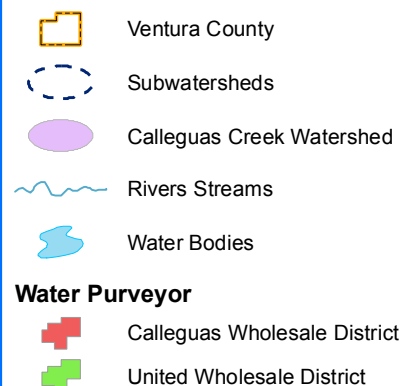 Ventura County
Subwatersheds
Calleguas Creek Watershed
Rivers Streams
Water Bodies
Water Purveyor
Calleguas Wholesale District
United Wholesale District